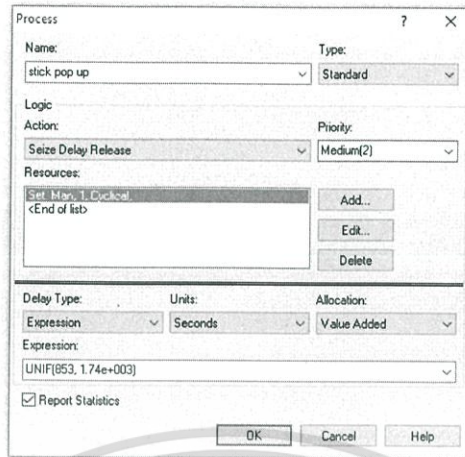 Process ? X
Name: Type:
stick pop up Standard
Logic
Action: Priority:
Seize Delay Release Medium(2)
Resources:
Set, Man, 1, Cyclical,
<End of list>
Add...
Edit...
Delete
Delay Type: Units: Allocation:
Expression Seconds Value Added
Expression:
UNIF(853, 1.74e+003)
Report Statistics
OK Cancel Help